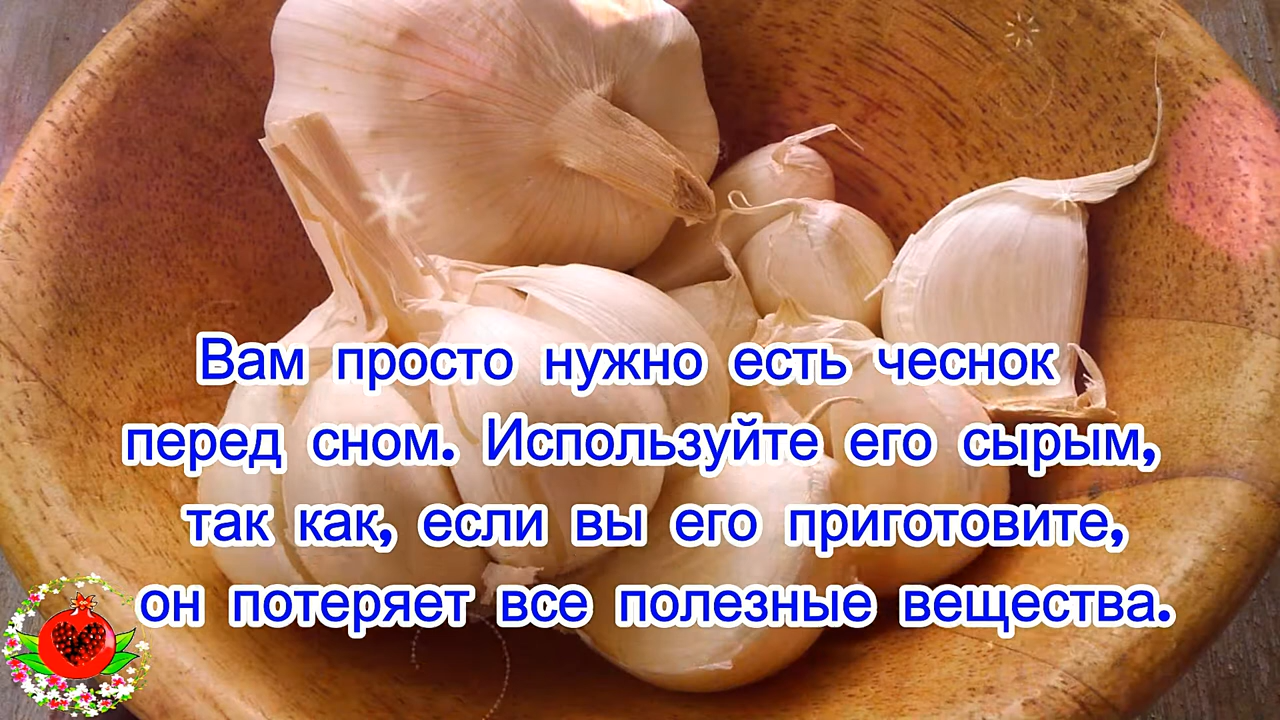 Вам просто нужно есть чеснок
перед сном. Используйте его сырым,
так как, если вы его приготовите,
он потеряет все полезные вещества.